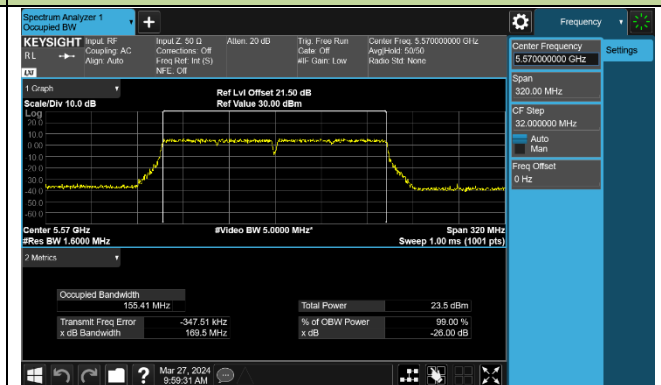 Spectrum Analyzer 1
Occupied BW
+
Frequency
KEYSIGHT
Input: RF
Coupling: AC
Align: Auto
Input Z: 50 Ω
Corrections: Off
Freq Ref: Int (S)
NFE: Off
Atten: 20 dB
Trig: Free Run
Gate: Off
#IF Gain: Low
Center Freq: 5.570000000 GHz
Avg|Hold: 50/50
Radio Std: None
RL
LXI
Center Frequency
5.570000000 GHz
Settings
Span
320.00 MHz
CF Step
32.000000 MHz
Auto
Man
Freq Offset
0 Hz
1 Graph
Scale/Div 10.0 dB
Ref Lvl Offset 21.50 dB
Ref Value 30.00 dBm
Log
20.0
10.0
0.00
-10.0
-20.0
-30.0
-40.0
-50.0
-60.0
Center 5.57 GHz
#Res BW 1.6000 MHz
#Video BW 5.0000 MHz*
Span 320 MHz
Sweep 1.00 ms (1001 pts)
2 Metrics
Occupied Bandwidth
155.41 MHz
Total Power
23.5 dBm
Transmit Freq Error
-347.51 kHz
% of OBW Power
99.00 %
x dB Bandwidth
169.5 MHz
x dB
-26.00 dB
?
Mar 27, 2024
9:59:31 AM